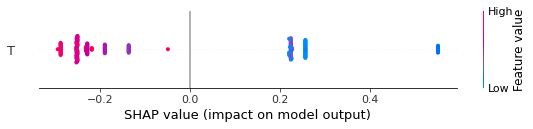 High
T
Feature value
Low
−0.2 0.0 0.2 0.4
SHAP value (impact on model output)